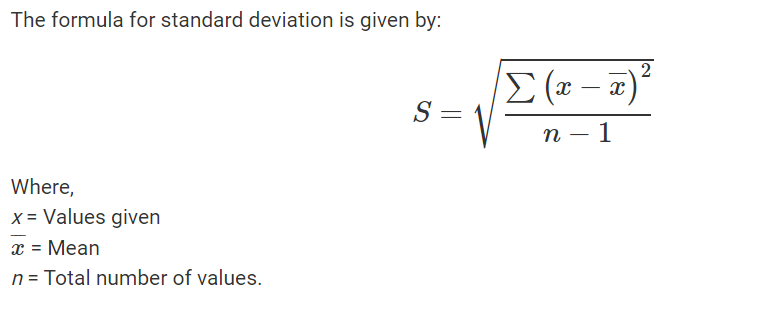 The formula for standard deviation is given by:
S = √(∑ (x − x̄)² / (n − 1))
Where,
x = Values given
x̄ = Mean
n = Total number of values.